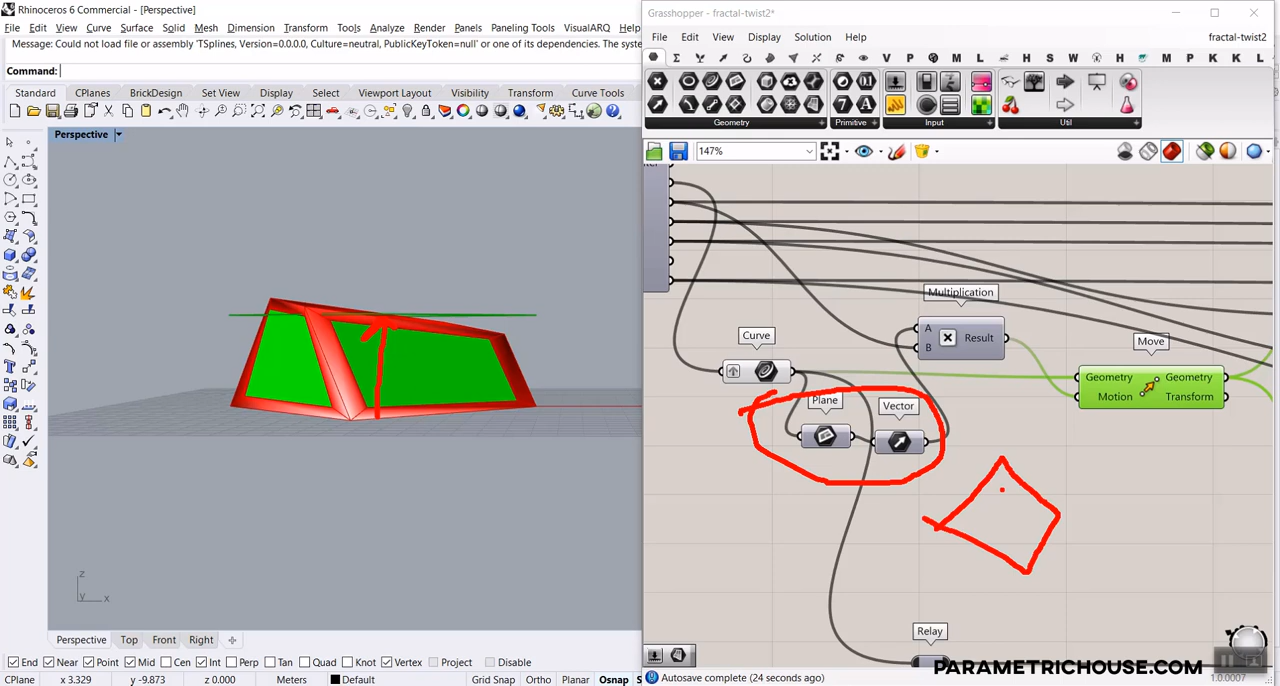 Rhinoceros 6 Commercial - [Perspective]
File Edit View Curve Surface Solid Mesh Dimension Transform Tools Analyze Render Panels Paneling Tools VisualARQ Help
Message: Could not load file or assembly 'TSplines, Version=0.0.0.0, Culture=neutral, PublicKeyToken=null' or one of its dependencies. The syste
Command:
Standard CPlanes BrickDesign Set View Display Select Viewport Layout Visibility Transform Curve Tools
Perspective
z
y x
Perspective Top Front Right
End Near Point Mid Cen Int Perp Tan Quad Knot Vertex Project Disable
CPlane x 3.329 y -9.873 z 0.000 Meters Default Grid Snap Ortho Planar Osnap
Grasshopper - fractal-twist2*
File Edit View Display Solution Help fractal-twist2
V P M L S H W H M P K K L
Geometry Primitive Input Util
147%
Multiplication
A
B
Result
Curve
Move
Geometry Geometry
Motion Transform
Plane
Vector
Relay
PARAMETRICHOUSE.COM
Autosave complete (24 seconds ago) 1.0.0007